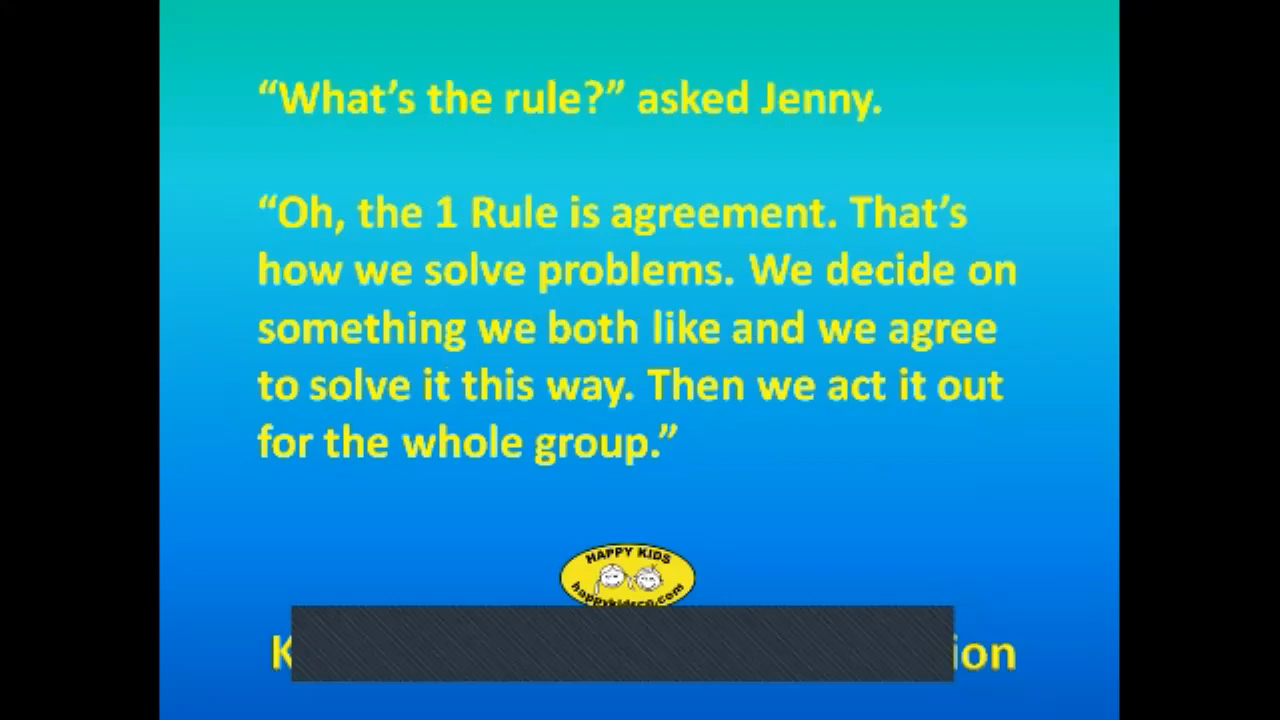 “What’s the rule?” asked Jenny.
“Oh, the 1 Rule is agreement. That’s
how we solve problems. We decide on
something we both like and we agree
to solve it this way. Then we act it out
for the whole group.”
HAPPY KIDS